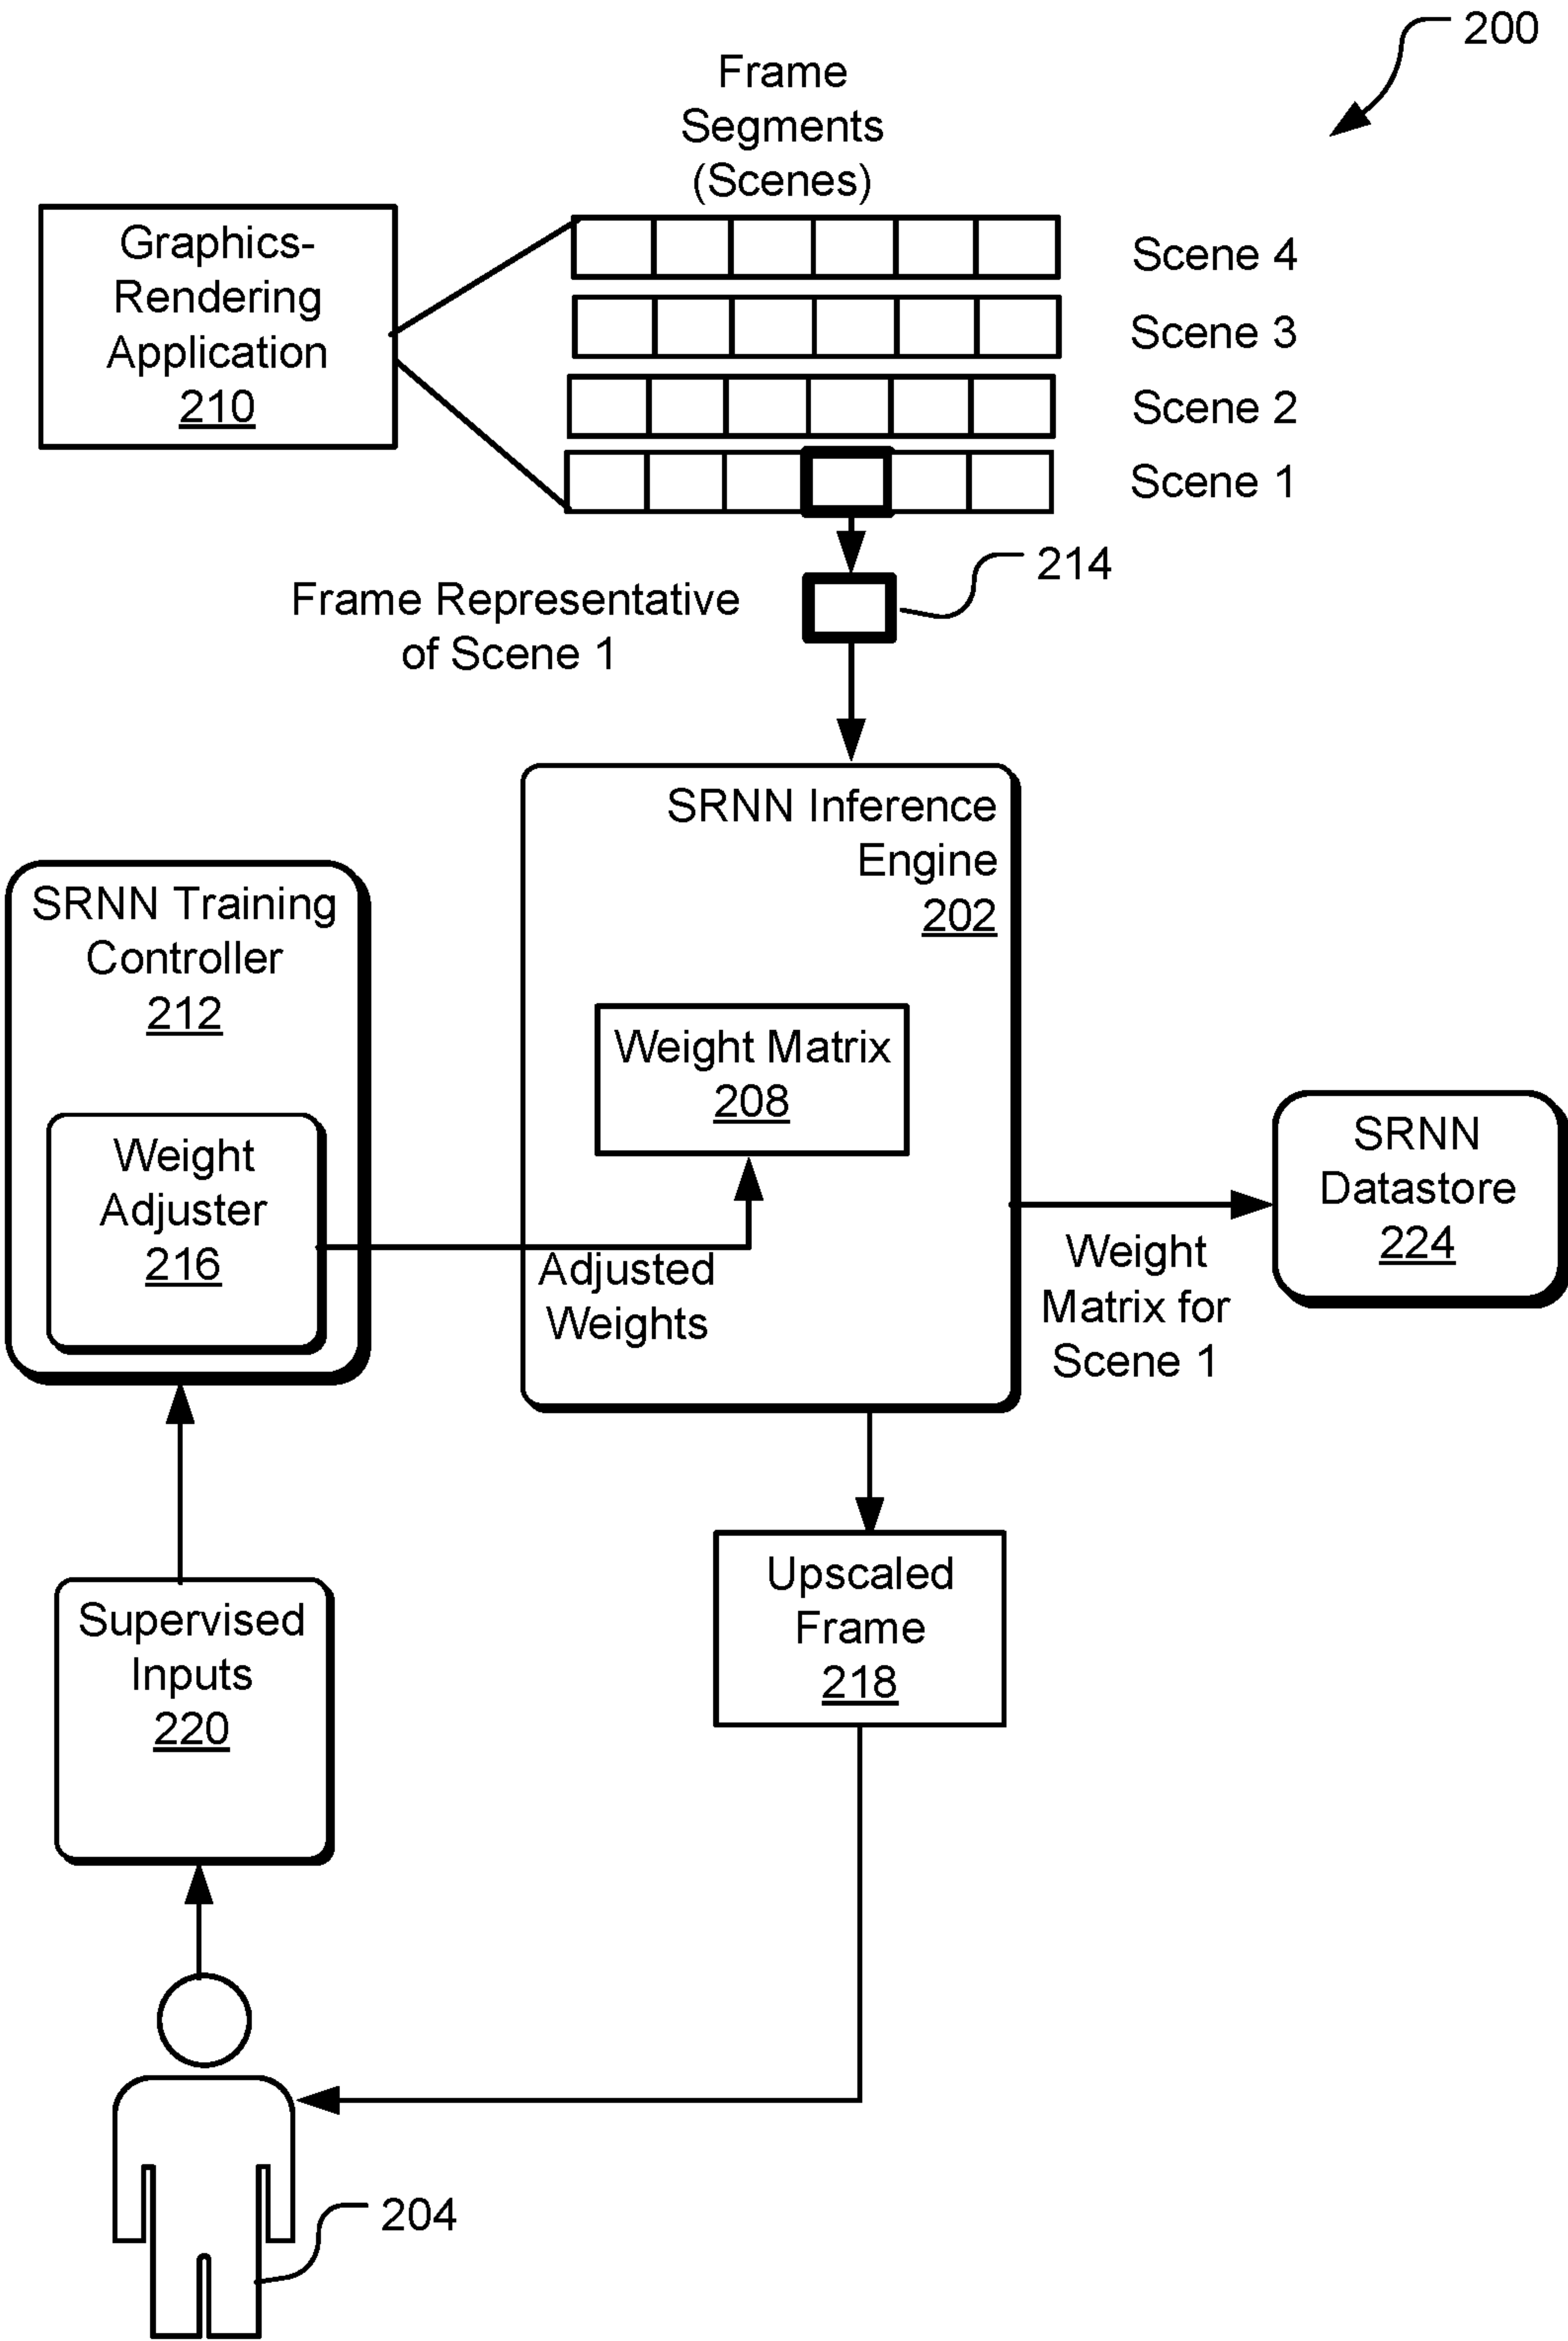 200
Frame
Segments
(Scenes)
Graphics-
Rendering
Application
210
Scene 4
Scene 3
Scene 2
Scene 1
214
Frame Representative
of Scene 1
SRNN Inference
Engine
202
SRNN Training
Controller
212
Weight Matrix
208
Weight
Adjuster
216
Adjusted
Weights
SRNN
Datastore
224
Weight
Matrix for
Scene 1
Upscaled
Frame
218
Supervised
Inputs
220
204